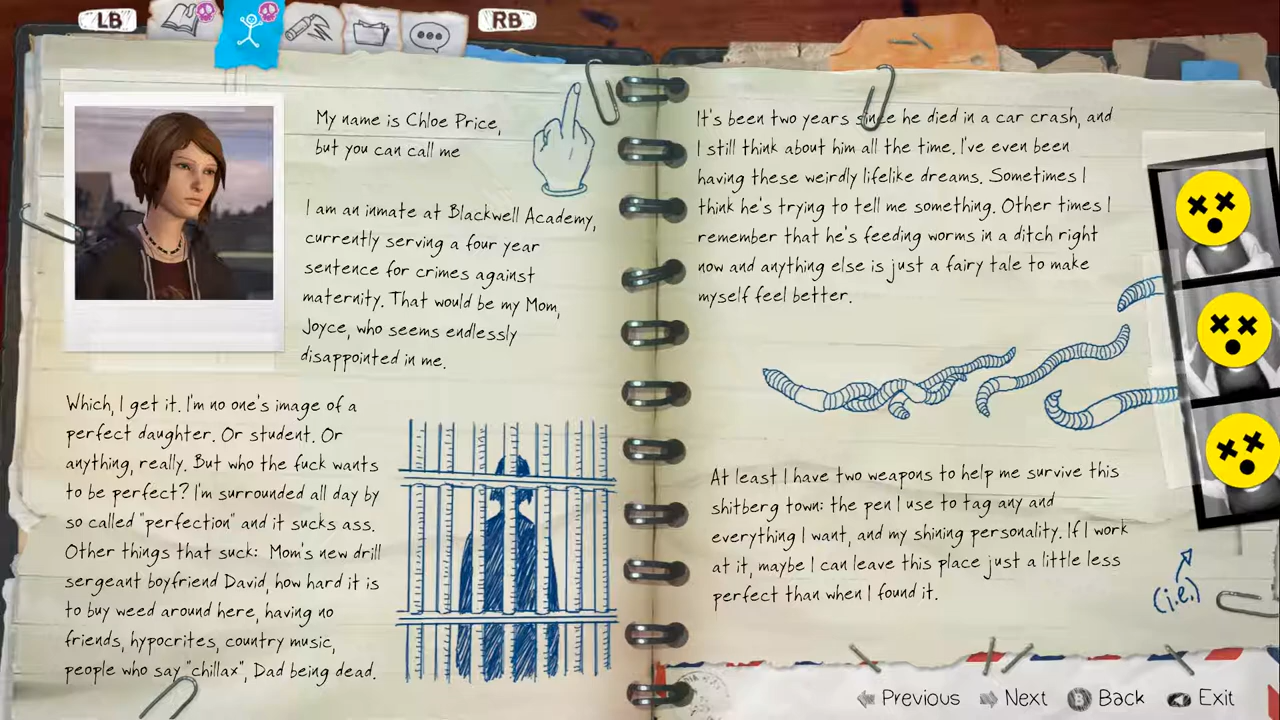 LB
RB
My name is Chloe Price,
but you can call me
I am an inmate at Blackwell Academy,
currently serving a four year
sentence for crimes against
maternity. That would be my Mom,
Joyce, who seems endlessly
disappointed in me.
Which, I get it. I'm no one's image of a
perfect daughter. Or student. Or
anything, really. But who the fuck wants
to be perfect? I'm surrounded all day by
so called "perfection" and it sucks ass.
Other things that suck: Mom's new drill
sergeant boyfriend David, how hard it is
to buy weed around here, having no
friends, hypocrites, country music,
people who say "chillax", Dad being dead.
It's been two years since he died in a car crash, and
I still think about him all the time. I've even been
having these weirdly lifelike dreams. Sometimes I
think he's trying to tell me something. Other times I
remember that he's feeding worms in a ditch right
now and anything else is just a fairy tale to make
myself feel better.
At least I have two weapons to help me survive this
shitberg town: the pen I use to tag any and
everything I want, and my shining personality. If I work
at it, maybe I can leave this place just a little less
perfect than when I found it.
(i.e.)
Previous Next B Back Exit